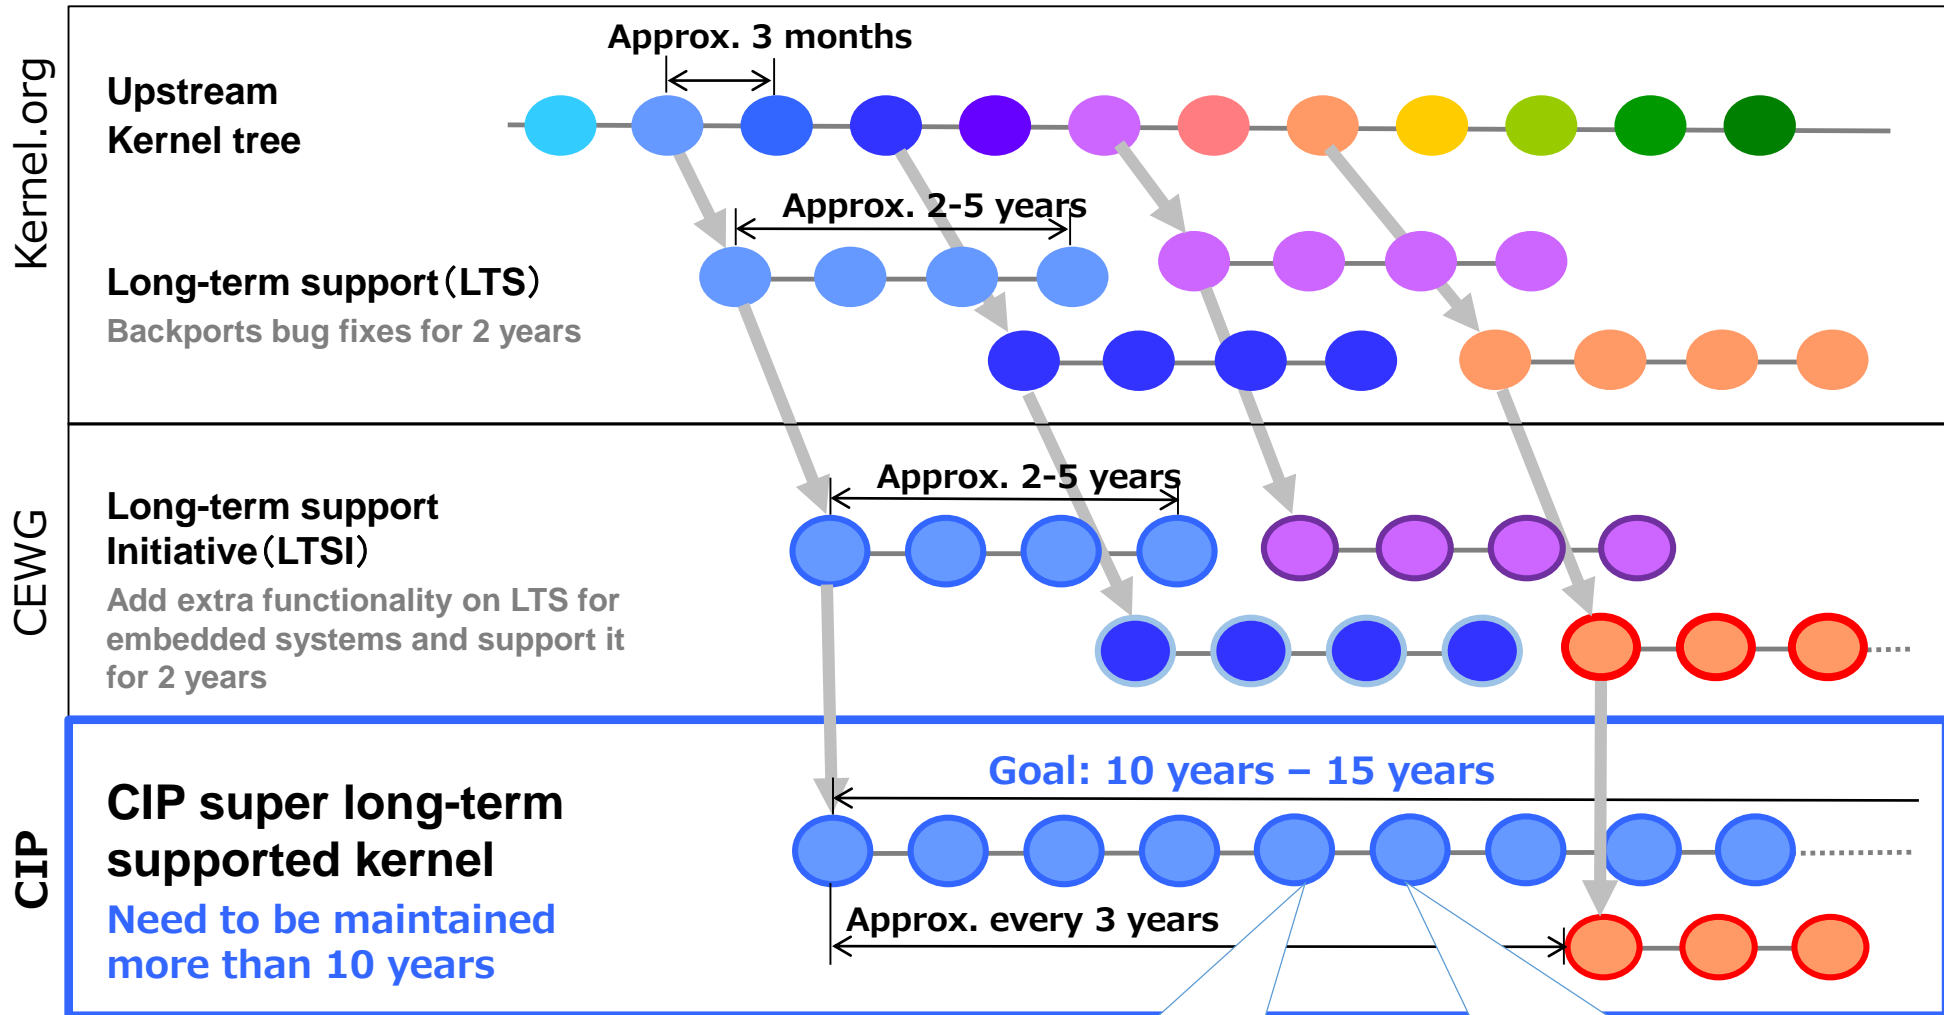 Kernel.org
Approx. 3 months
Upstream
Kernel tree
Approx. 2-5 years
Long-term support（LTS）
Backports bug fixes for 2 years
CEWG
Approx. 2-5 years
Long-term support
Initiative（LTSI）
Add extra functionality on LTS for
embedded systems and support it
for 2 years
CIP
Goal: 10 years – 15 years
CIP super long-term
supported kernel
Need to be maintained
more than 10 years
Approx. every 3 years